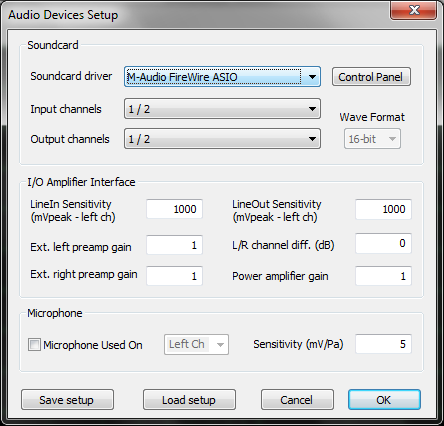 Audio Devices Setup
Soundcard
Soundcard driver M-Audio FireWire ASIO Control Panel
Input channels 1 / 2
Wave Format
Output channels 1 / 2 16-bit
I/O Amplifier Interface
LineIn Sensitivity
(mVpeak - left ch) 1000
LineOut Sensitivity
(mVpeak - left ch) 1000
Ext. left preamp gain 1
L/R channel diff. (dB) 0
Ext. right preamp gain 1
Power amplifier gain 1
Microphone
Microphone Used On Left Ch Sensitivity (mV/Pa) 5
Save setup Load setup Cancel OK